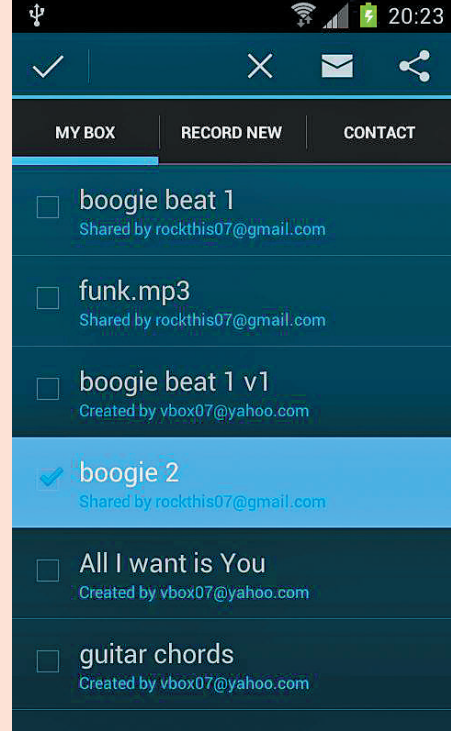 20:23
MY BOX
RECORD NEW
CONTACT
boogie beat 1
Shared by rockthis07@gmail.com
funk.mp3
Shared by rockthis07@gmail.com
boogie beat 1 v1
Created by vbox07@yahoo.com
boogie 2
Shared by rockthis07@gmail.com
All I want is You
Created by vbox07@yahoo.com
guitar chords
Created by vbox07@yahoo.com